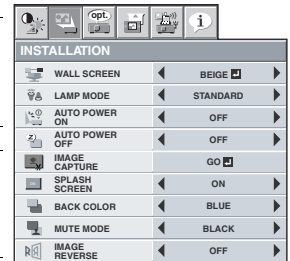 opt.
i
INSTALLATION
WALL SCREEN BEIGE
LAMP MODE STANDARD
AUTO POWER ON OFF
AUTO POWER OFF OFF
IMAGE CAPTURE GO
SPLASH SCREEN ON
BACK COLOR BLUE
MUTE MODE BLACK
IMAGE REVERSE OFF